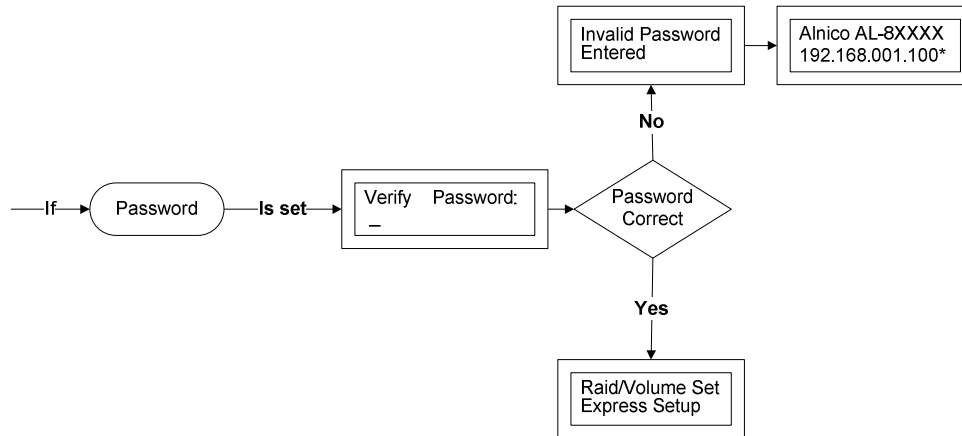 If
Password
Is set
Verify Password:
_
Password
Correct
No
Invalid Password
Entered
Alnico AL-8XXXX
192.168.001.100*
Yes
Raid/Volume Set
Express Setup